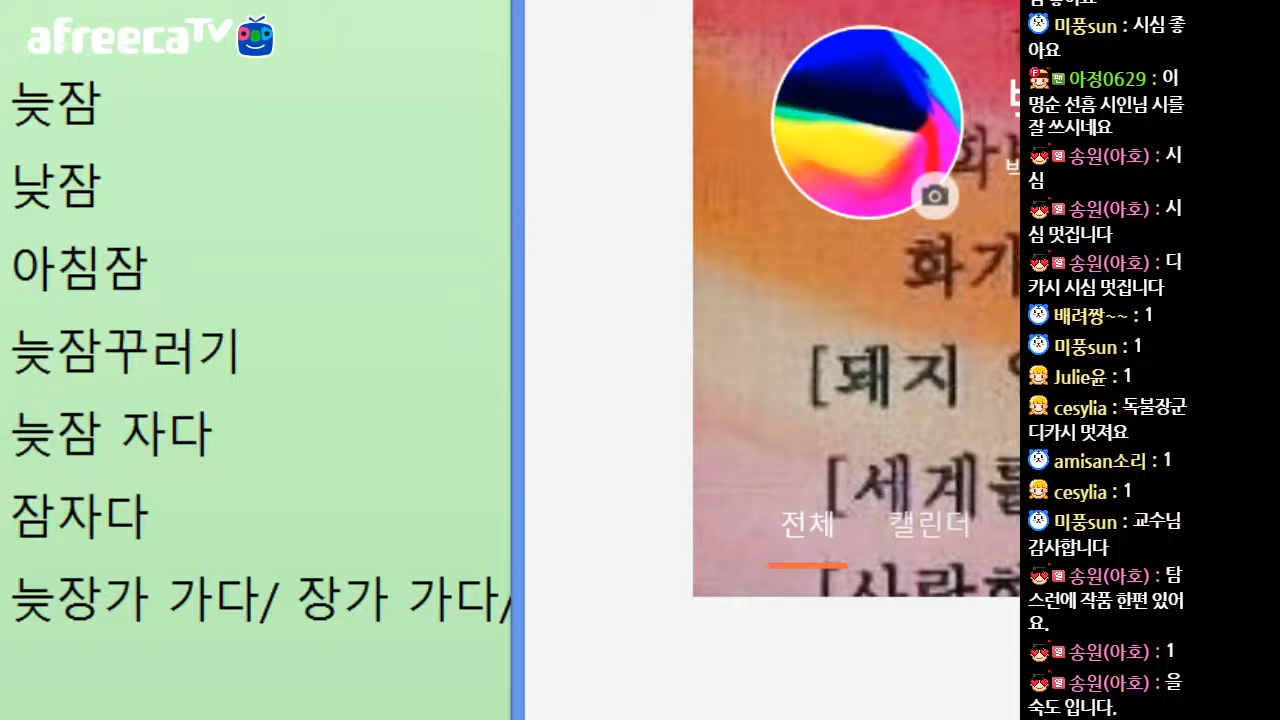 afreecaTV
늦잠
낮잠
아침잠
늦잠꾸러기
늦잠 자다
잠자다
늦장가 가다/ 장가 가다/
화기
[돼지
[세계를
전체
캘린더
[사랑하
미풍sun : 시심 좋
아요
아정0629 : 이
명순 선흠 시인님 시를
잘 쓰시네요
송원(아호) : 시
심
송원(아호) : 시
심 멋집니다
송원(아호) : 디
카시 시심 멋집니다
배려짱~~ : 1
미풍sun : 1
Julie윤 : 1
cesylia : 독불장군
디카시 멋져요
amisan소리 : 1
cesylia : 1
미풍sun : 교수님
감사합니다
송원(아호) : 탐
스런에 작품 한편 있어
요.
송원(아호) : 1
송원(아호) : 을
숙도 입니다.